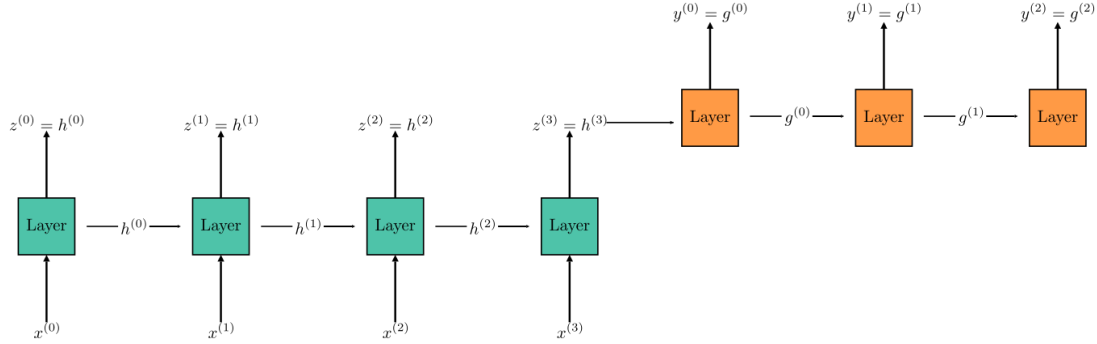 y^{(0)} = g^{(0)} y^{(1)} = g^{(1)} y^{(2)} = g^{(2)}
Layer g^{(0)} Layer g^{(1)} Layer
z^{(0)} = h^{(0)} z^{(1)} = h^{(1)} z^{(2)} = h^{(2)} z^{(3)} = h^{(3)}
Layer h^{(0)} Layer h^{(1)} Layer h^{(2)} Layer
x^{(0)} x^{(1)} x^{(2)} x^{(3)}